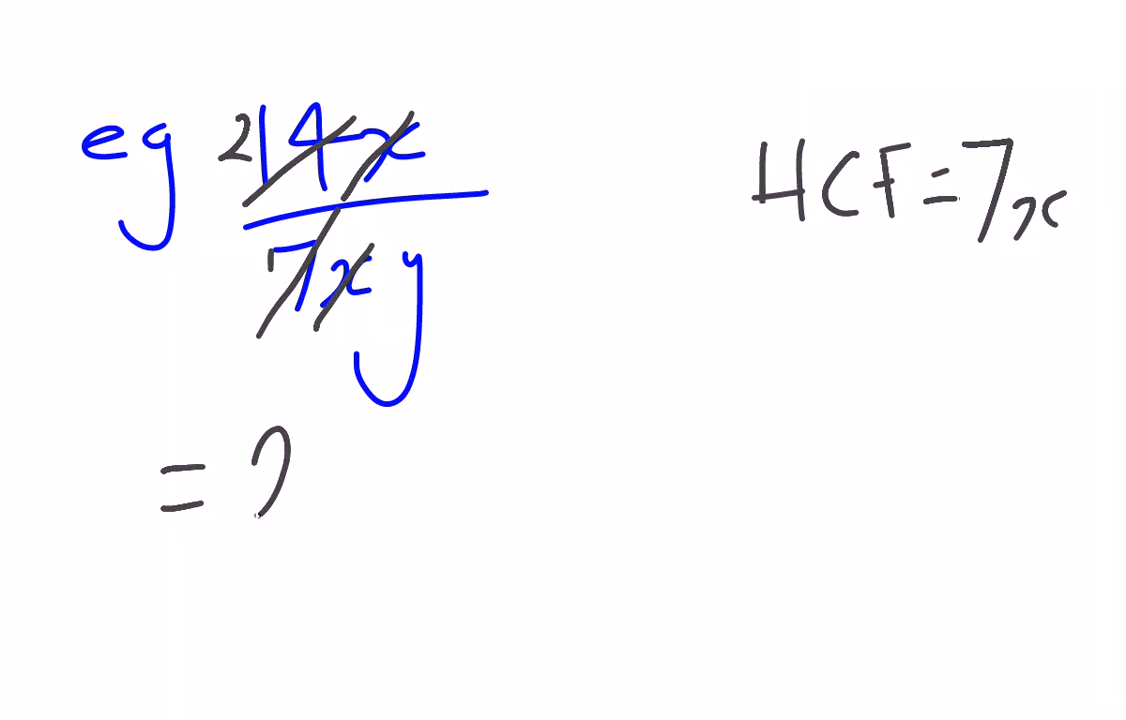 eg 2 14x
7xy
HCF = 7x
=